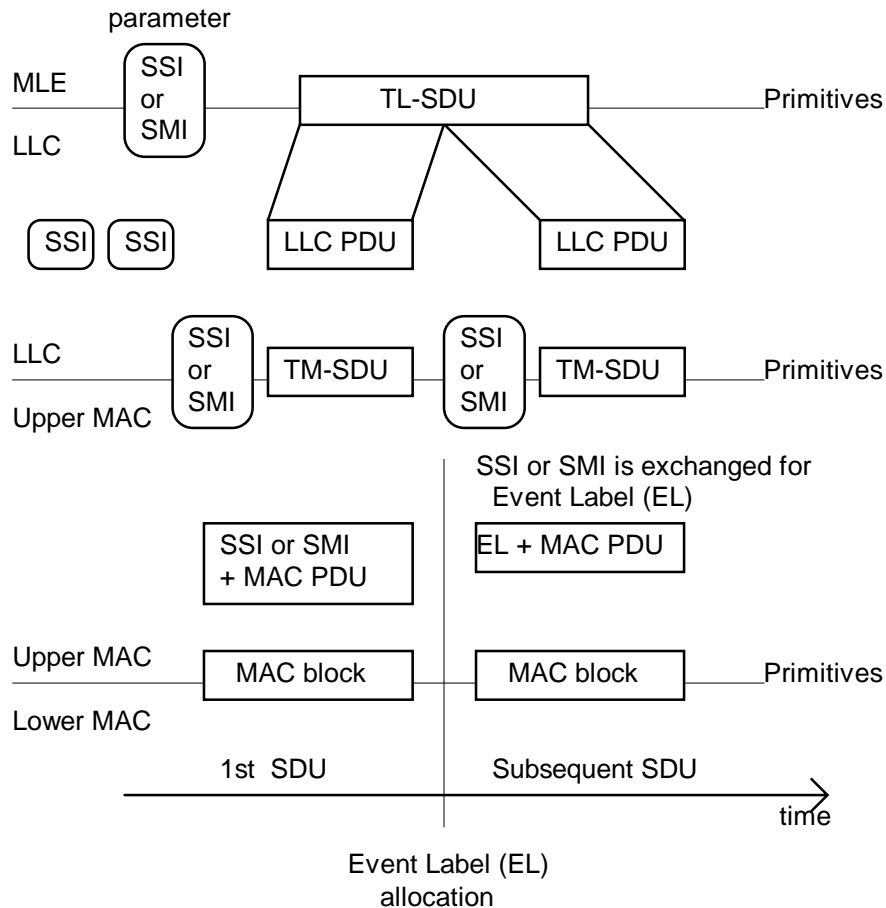 parameter
SSI
or
SMI
MLE
TL-SDU
Primitives
LLC
SSI
SSI
LLC PDU
LLC PDU
SSI
or
SMI
SSI
or
SMI
LLC
TM-SDU
TM-SDU
Primitives
Upper MAC
SSI or SMI is exchanged for
Event Label (EL)
SSI or SMI
+ MAC PDU
EL + MAC PDU
Upper MAC
MAC block
MAC block
Primitives
Lower MAC
1st SDU
Subsequent SDU
time
Event Label (EL)
allocation